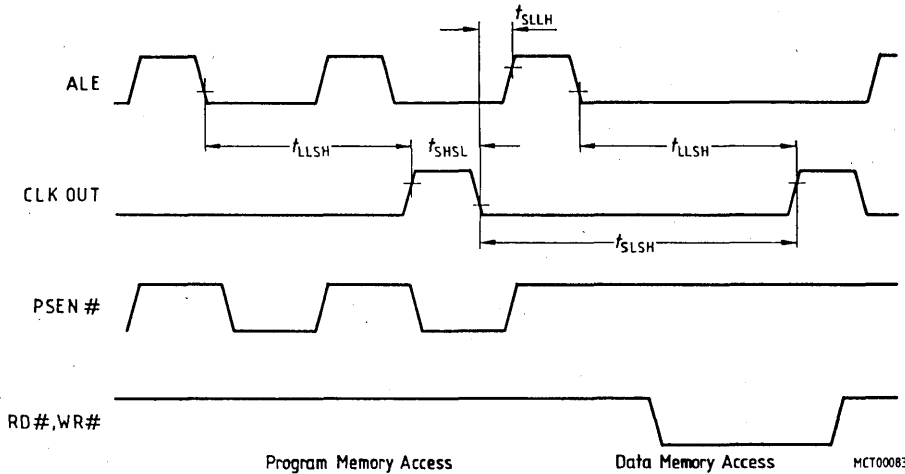 tSLLH
ALE
tLLSH
tSHSL
tLLSH
CLK OUT
tSLSH
PSEN #
RD#,WR#
Program Memory Access
Data Memory Access
MCT00083